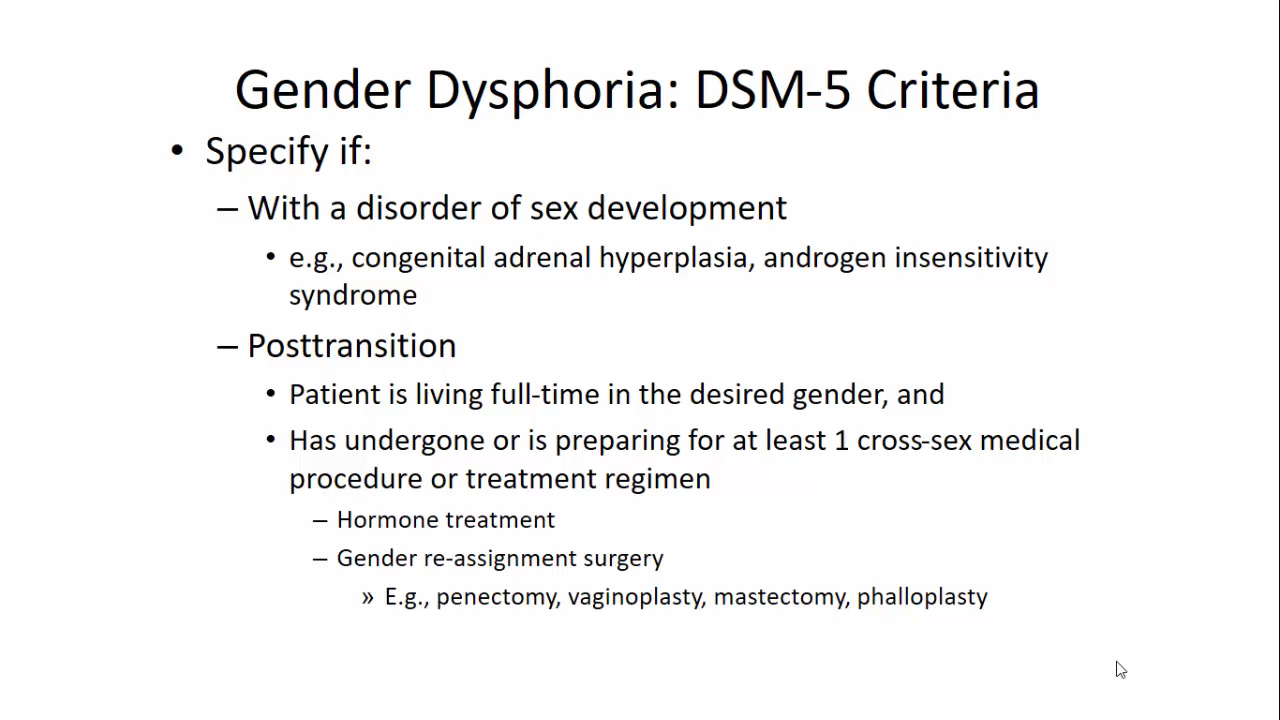 Gender Dysphoria: DSM-5 Criteria
• Specify if:
– With a disorder of sex development
• e.g., congenital adrenal hyperplasia, androgen insensitivity
syndrome
– Posttransition
• Patient is living full-time in the desired gender, and
• Has undergone or is preparing for at least 1 cross-sex medical
procedure or treatment regimen
– Hormone treatment
– Gender re-assignment surgery
» E.g., penectomy, vaginoplasty, mastectomy, phalloplasty